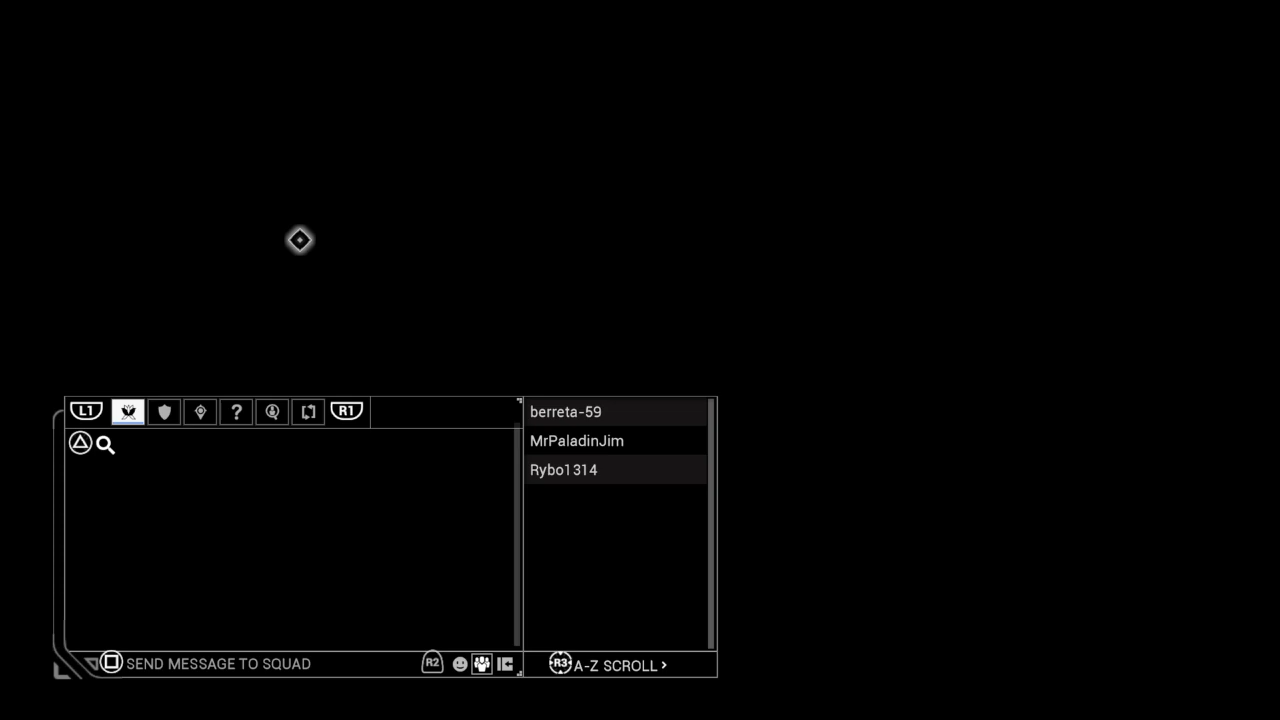 L1 ? R1
berreta-59
MrPaladinJim
Rybo1314
SEND MESSAGE TO SQUAD R2
R3 A-Z SCROLL >